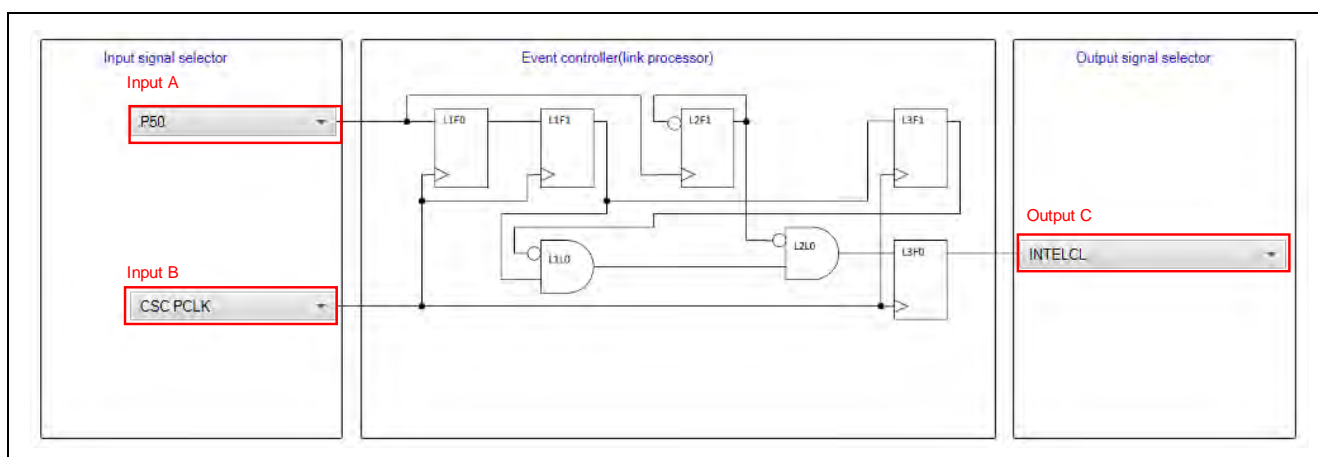 Input signal selector
Event controller(link processor)
Output signal selector
Input A
P50
L1F0
L1F1
L2F1
L3F1
Output C
L1L0
L2L0
L3F0
INTELCL
Input B
CSC PCLK